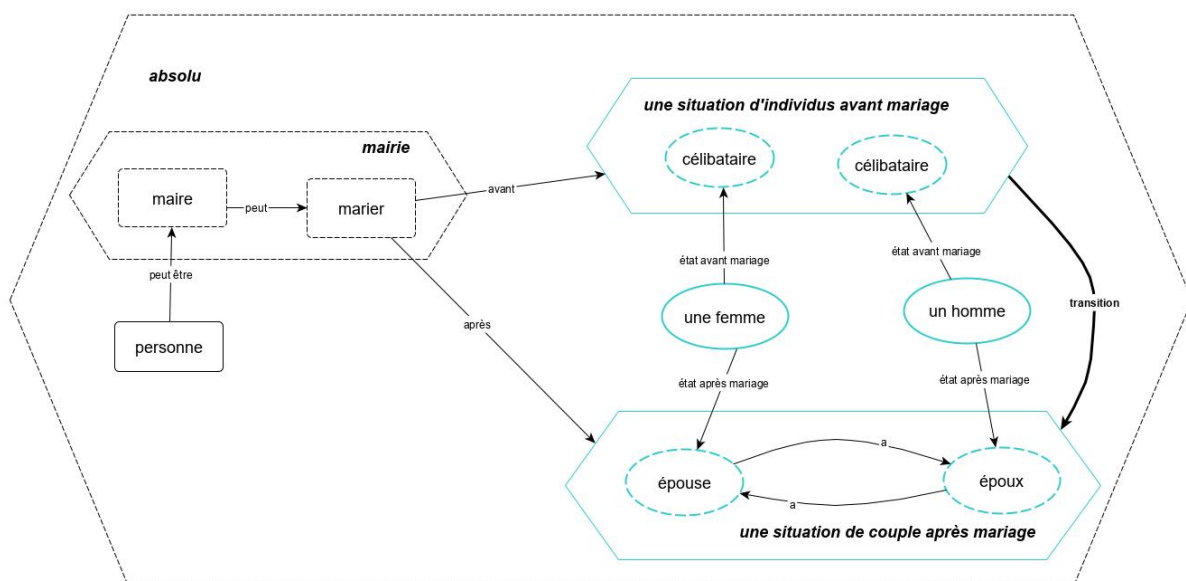 absolu
une situation d'individus avant mariage
mairie
célibataire
célibataire
maire
peut
marier
avant
peut être
état avant mariage
état avant mariage
personne
après
une femme
un homme
transition
état après mariage
état après mariage
a
épouse
époux
a
une situation de couple après mariage